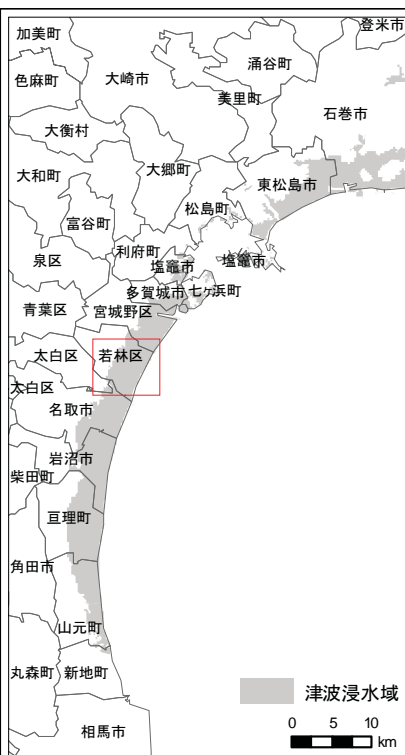 加美町
登米市
涌谷町
色麻町
大崎市
美里町
石巻市
大衡村
大郷町
大和町
東松島市
松島町
富谷町
利府町
泉区
塩竈市
塩竈市
多賀城市
七ヶ浜町
青葉区
宮城野区
太白区
若林区
太白区
名取市
岩沼市
柴田町
亘理町
角田市
山元町
丸森町
新地町
津波浸水域
相馬市
0 5 10
km